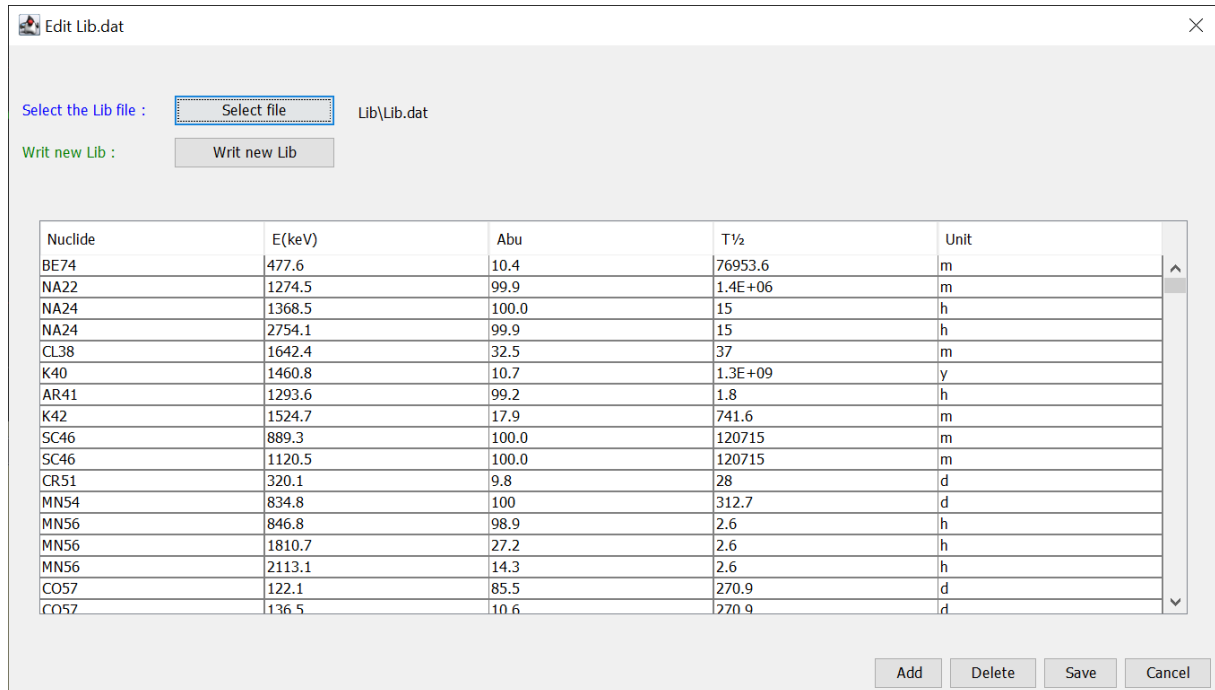 Edit Lib.dat
Select the Lib file : Select file Lib\Lib.dat
Writ new Lib : Writ new Lib
Nuclide E(keV) Abu T½ Unit
BE74 477.6 10.4 76953.6 m
NA22 1274.5 99.9 1.4E+06 m
NA24 1368.5 100.0 15 h
NA24 2754.1 99.9 15 h
CL38 1642.4 32.5 37 m
K40 1460.8 10.7 1.3E+09 y
AR41 1293.6 99.2 1.8 h
K42 1524.7 17.9 741.6 m
SC46 889.3 100.0 120715 m
SC46 1120.5 100.0 120715 m
CR51 320.1 9.8 28 d
MN54 834.8 100 312.7 d
MN56 846.8 98.9 2.6 h
MN56 1810.7 27.2 2.6 h
MN56 2113.1 14.3 2.6 h
CO57 122.1 85.5 270.9 d
CO57 136.5 10.6 270.9 d
Add Delete Save Cancel